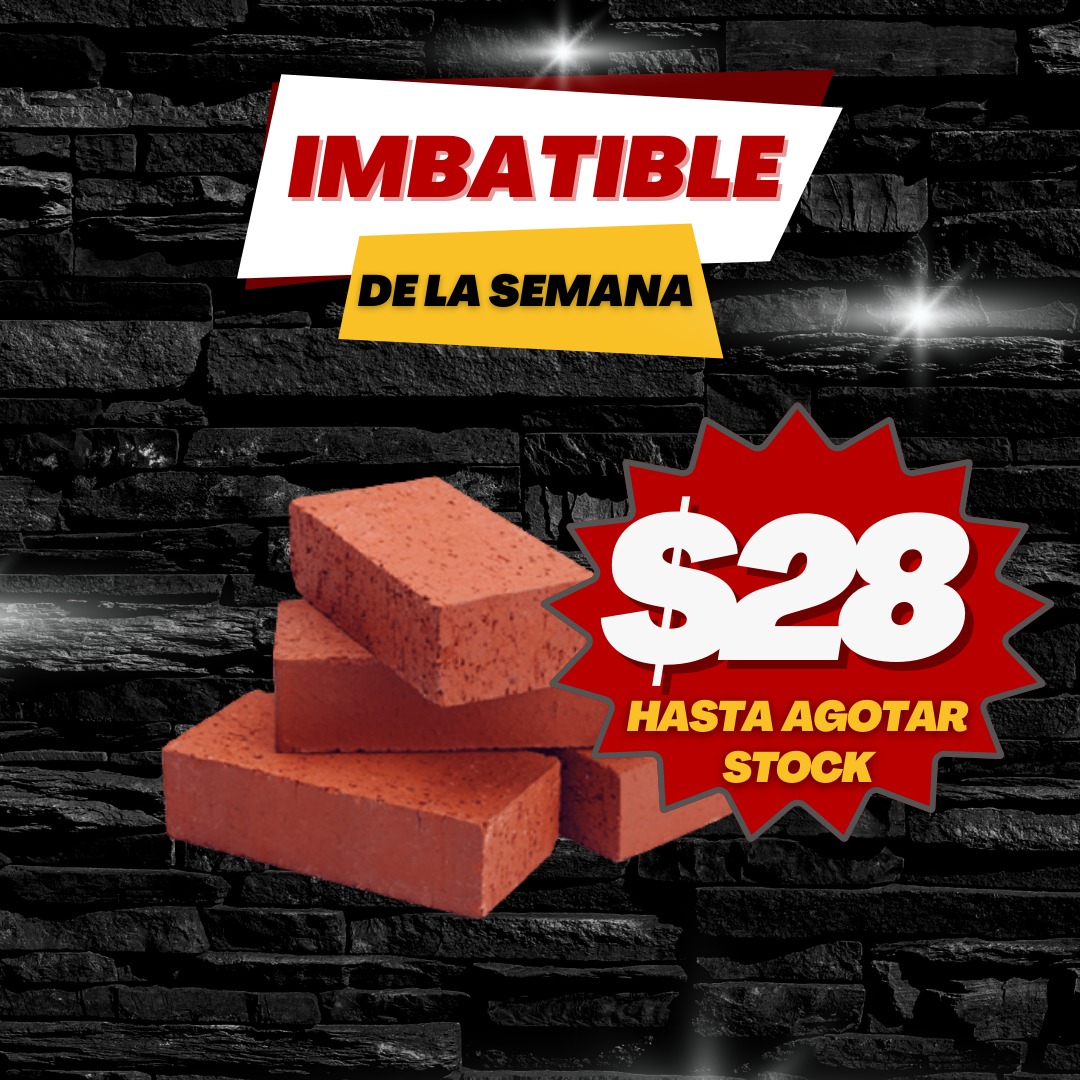 IMBATIBLE
DE LA SEMANA
$28
HASTA AGOTAR
STOCK